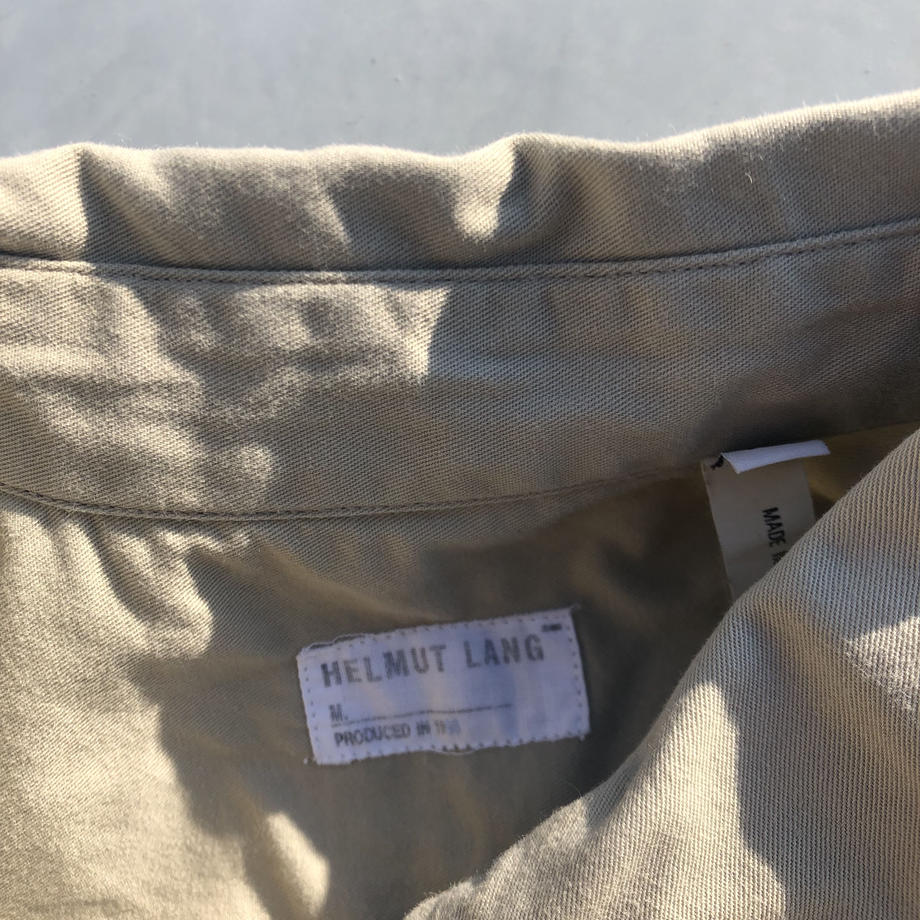 HELMUT LANG
M.
PRODUCED IN
MADE